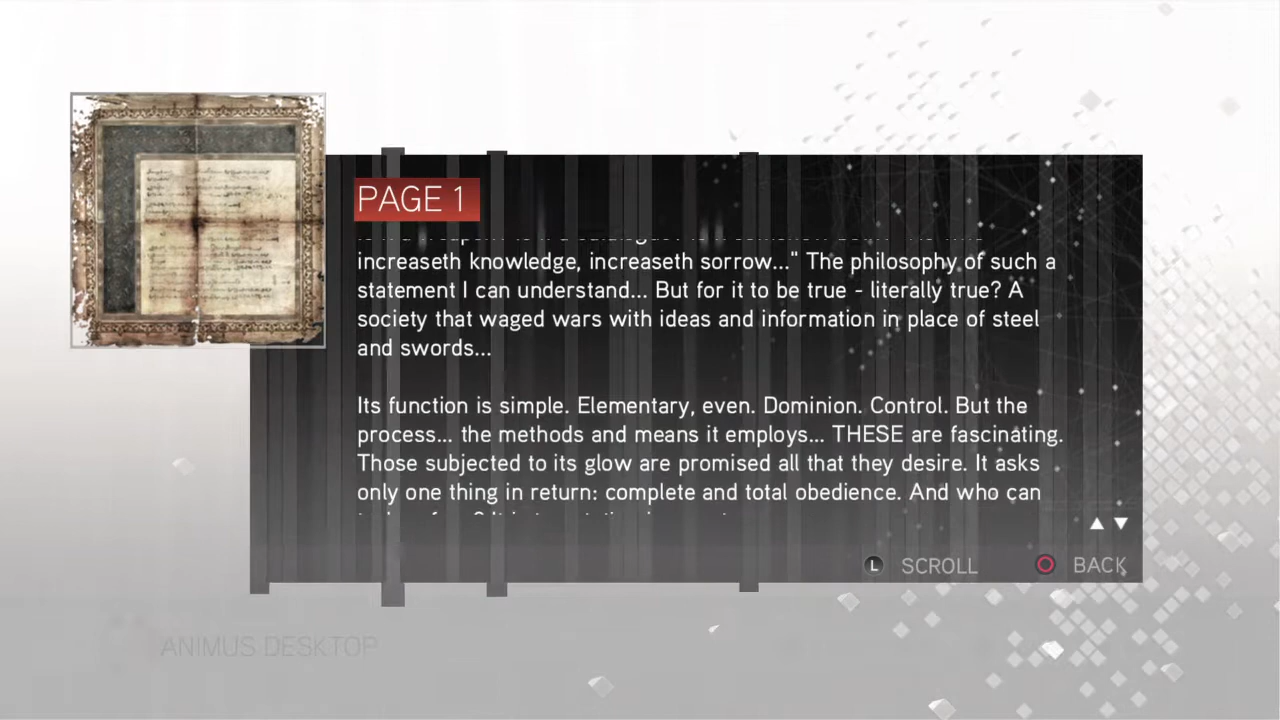 PAGE 1
increaseth knowledge, increaseth sorrow..." The philosophy of such a
statement I can understand... But for it to be true - literally true? A
society that waged wars with ideas and information in place of steel
and swords...
Its function is simple. Elementary, even. Dominion. Control. But the
process... the methods and means it employs... THESE are fascinating.
Those subjected to its glow are promised all that they desire. It asks
only one thing in return: complete and total obedience. And who can
L SCROLL
BACK
ANIMUS DESKTOP